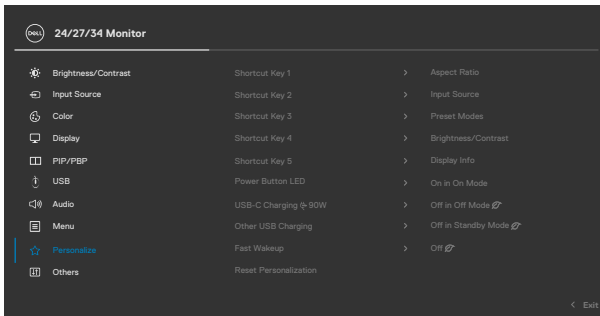 DELL 24/27/34 Monitor
Brightness/Contrast Shortcut Key 1 > Aspect Ratio
Input Source Shortcut Key 2 > Input Source
Color Shortcut Key 3 > Preset Modes
Display Shortcut Key 4 > Brightness/Contrast
PIP/PBP Shortcut Key 5 > Display Info
USB Power Button LED > On in On Mode
Audio USB-C Charging 90W > Off in Off Mode
Menu Other USB Charging > Off in Standby Mode
Personalize Fast Wakeup > Off
Others Reset Personalization
< Exit